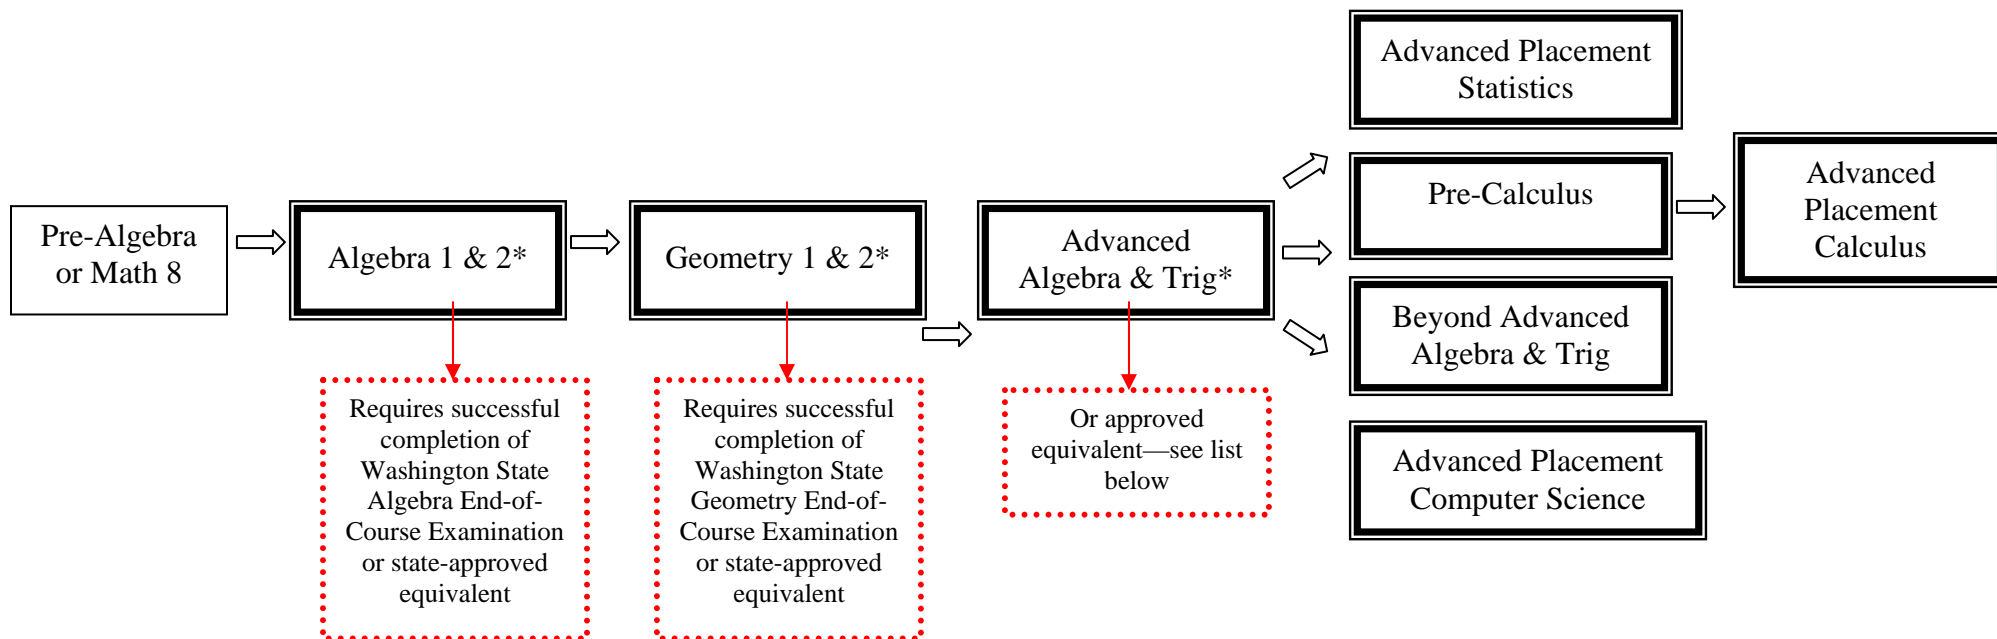 Pre-Algebra
or Math 8
Algebra 1 & 2*
Requires successful
completion of
Washington State
Algebra End-of-
Course Examination
or state-approved
equivalent
Geometry 1 & 2*
Requires successful
completion of
Washington State
Geometry End-of-
Course Examination
or state-approved
equivalent
Advanced
Algebra & Trig*
Or approved
equivalent—see list
below
Advanced Placement
Statistics
Pre-Calculus
Beyond Advanced
Algebra & Trig
Advanced Placement
Computer Science
Advanced
Placement
Calculus